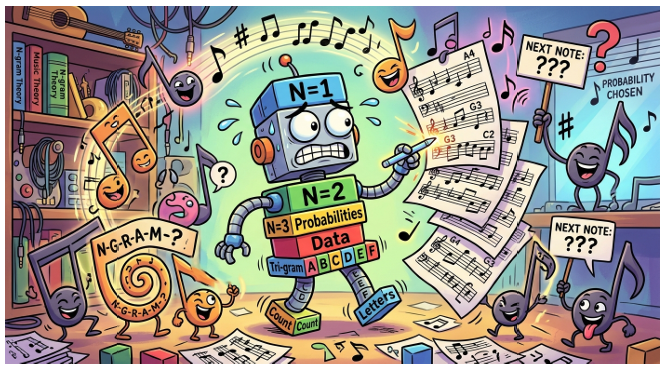 N-gram Theory
Music Theory
N-gram
Theory
N=1
A4
G3
G3
C2
NEXT NOTE:
???
?
PROBABILITY
CHOSEN
#
#
?
N=2
N=3
Probabilities
Data
Tri-gram
A B C D E F
N-G-R-A-M-?
N-G-R-A-M-?
Count
Count
Letters
G4
G3
NEXT NOTE:
???